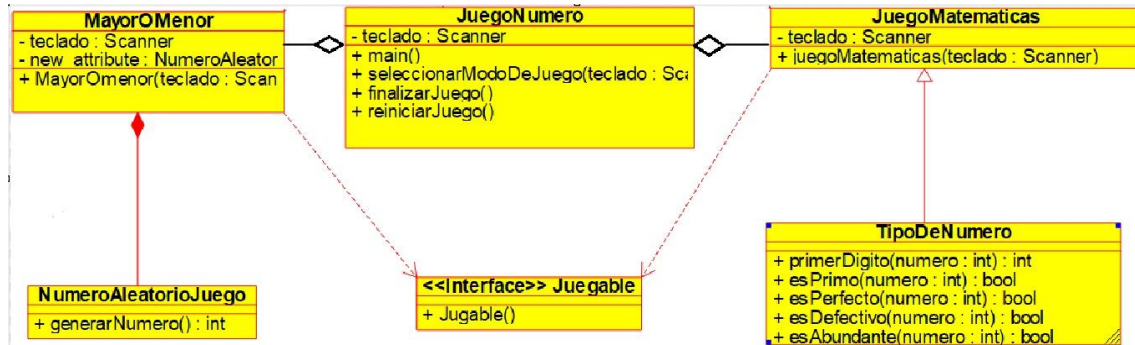 MayorOMenor
- teclado : Scanner
- new_attribute : NumeroAleator
+ MayorOmenor(teclado : Scan
JuegoNumero
- teclado : Scanner
+ main()
+ seleccionarModoDeJuego(teclado : Sca
+ finalizarJuego()
+ reiniciarJuego()
JuegoMatematicas
- teclado : Scanner
+ juegoMatematicas(teclado : Scanner)
NumeroAleatorioJuego
+ generarNumero() : int
<<Interface>> Juegable
+ Jugable()
TipoDeNumero
+ primerDigito(numero : int) : int
+ esPrimo(numero : int) : bool
+ esPerfecto(numero : int) : bool
+ esDefectivo(numero : int) : bool
+ esAbundante(numero : int) : bool